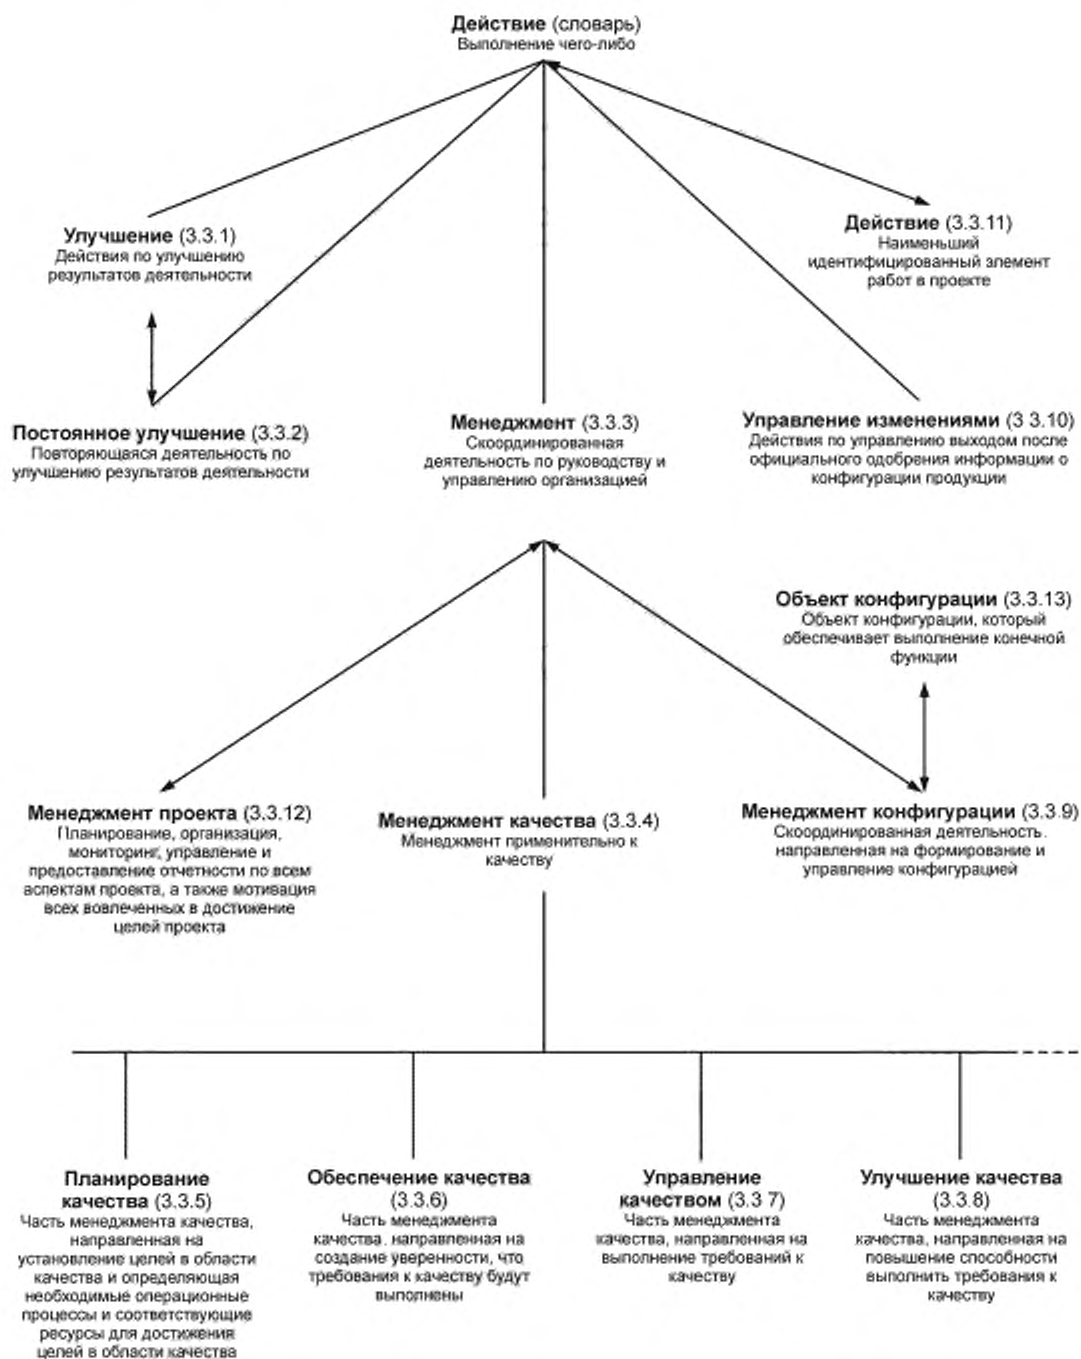 Действие (словарь)
Выполнение чего-либо
Улучшение (3.3.1)
Действия по улучшению
результатов деятельности
Действие (3.3.11)
Наименьший
идентифицированный элемент
работ в проекте
Постоянное улучшение (3.3.2)
Повторяющаяся деятельность по
улучшению результатов деятельности
Менеджмент (3.3.3)
Скоординированная
деятельность по руководству и
управлению организацией
Управление изменениями (3 3.10)
Действия по управлению выходом после
официального одобрения информации о
конфигурации продукции
Объект конфигурации (3.3.13)
Объект конфигурации, который
обеспечивает выполнение конечной
функции
Менеджмент проекта (3.3.12)
Планирование, организация,
мониторинг, управление и
предоставление отчетности по всем
аспектам проекта, а также мотивация
всех вовлеченных в достижение
целей проекта
Менеджмент качества (3.3.4)
Менеджмент применительно к
качеству
Менеджмент конфигурации (3.3.9)
Скоординированная деятельность.
направленная на формирование и
управление конфигурацией
Планирование
качества (3.3.5)
Часть менеджмента качества,
направленная на
установление целей в области
качества и определяющая
необходимые операционные
процессы и соответствующие
ресурсы для достижения
целей в области качества
Обеспечение качества
(3.3.6)
Часть менеджмента
качества. направленная на
создание уверенности, что
требования к качеству будут
выполнены
Управление
качеством (3.3 7)
Часть менеджмента
качества, направленная на
выполнение требований к
качеству
Улучшение качества
(3.3.8)
Часть менеджмента
качества, направленная на
повышение способности
выполнить требования к
качеству